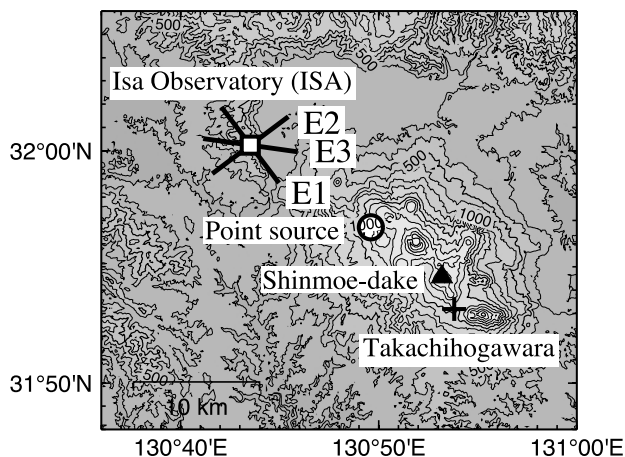 500
500
Isa Observatory (ISA)
E2
32°00'N
E3
500
E1
1000
Point source
Shinmoe-dake
Takachihogawara
31°50'N
500
10 km
130°40'E
130°50'E
131°00'E